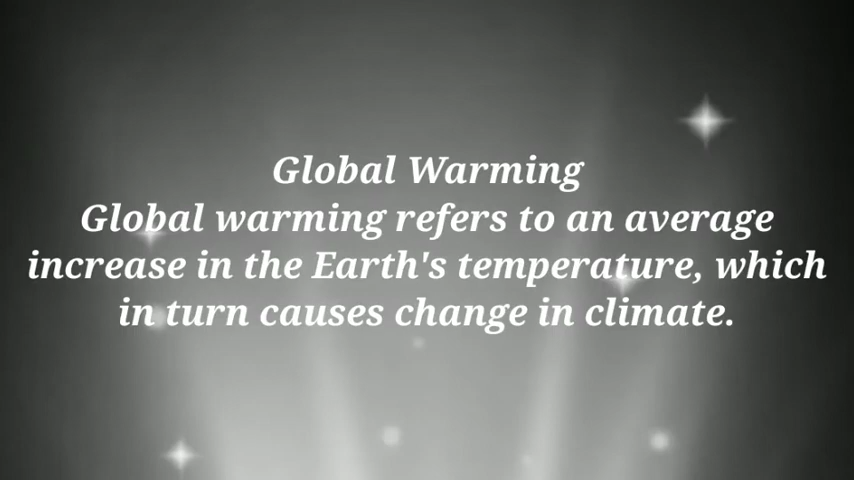 Global Warming
Global warming refers to an average
increase in the Earth's temperature, which
in turn causes change in climate.